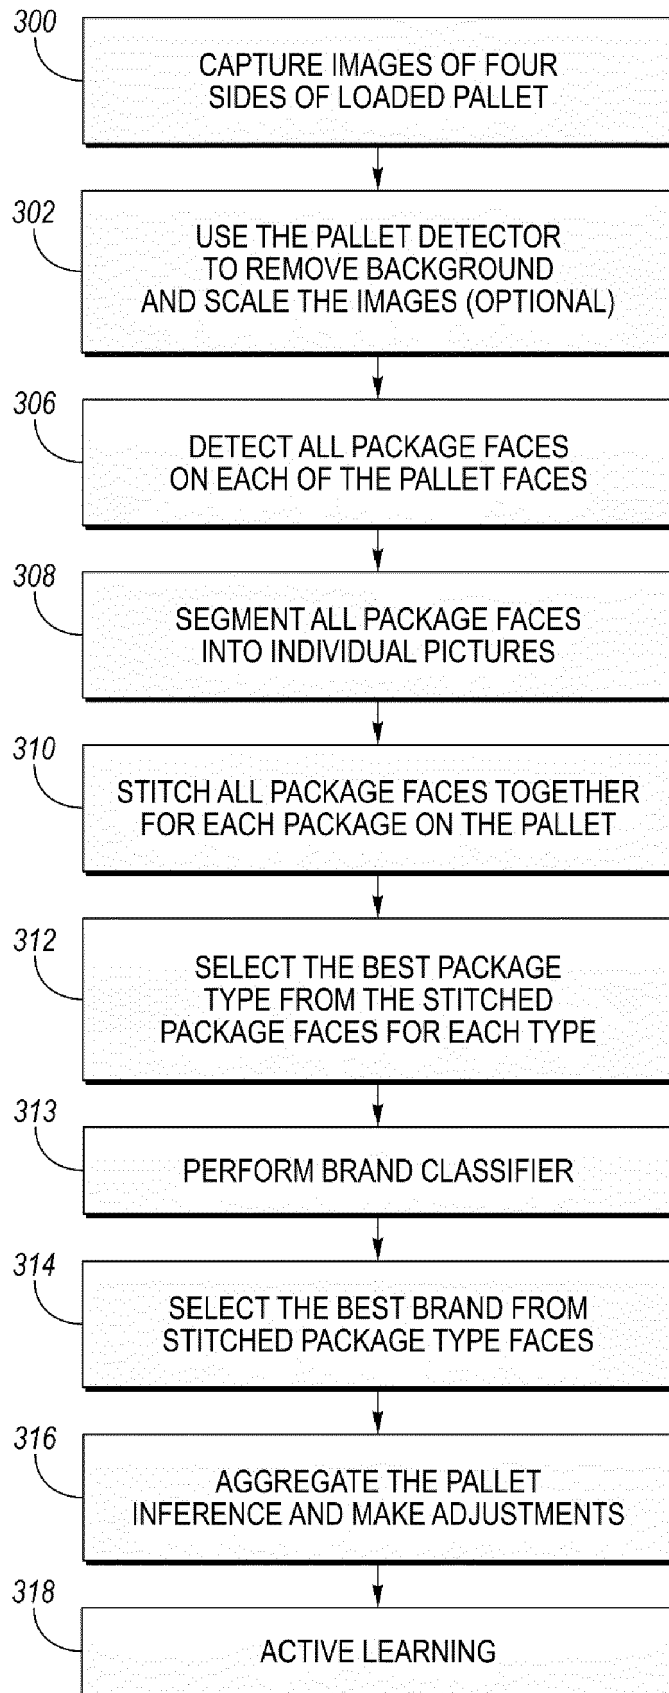 300
CAPTURE IMAGES OF FOUR
SIDES OF LOADED PALLET
302
USE THE PALLET DETECTOR
TO REMOVE BACKGROUND
AND SCALE THE IMAGES (OPTIONAL)
306
DETECT ALL PACKAGE FACES
ON EACH OF THE PALLET FACES
308
SEGMENT ALL PACKAGE FACES
INTO INDIVIDUAL PICTURES
310
STITCH ALL PACKAGE FACES TOGETHER
FOR EACH PACKAGE ON THE PALLET
312
SELECT THE BEST PACKAGE
TYPE FROM THE STITCHED
PACKAGE FACES FOR EACH TYPE
313
PERFORM BRAND CLASSIFIER
314
SELECT THE BEST BRAND FROM
STITCHED PACKAGE TYPE FACES
316
AGGREGATE THE PALLET
INFERENCE AND MAKE ADJUSTMENTS
318
ACTIVE LEARNING